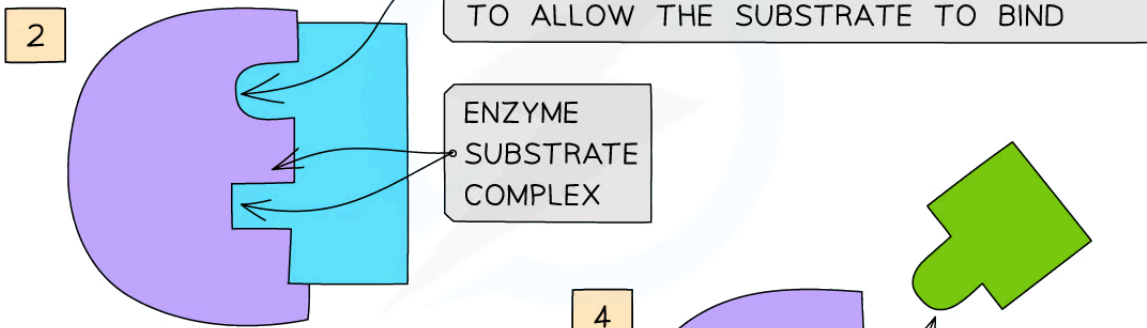 2
TO ALLOW THE SUBSTRATE TO BIND
ENZYME
SUBSTRATE
COMPLEX
4